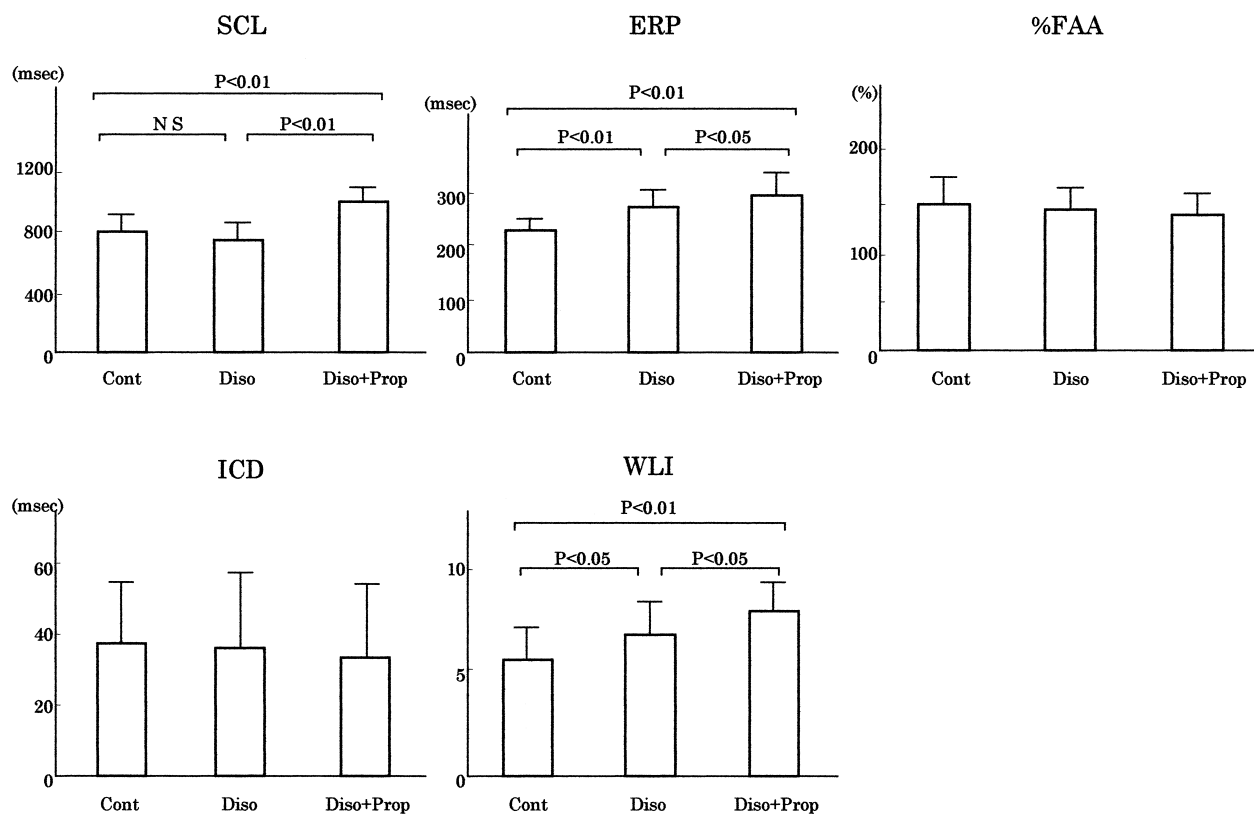 SCL
(msec)
P<0.01
N S
P<0.01
1200
800
400
0
Cont Diso Diso+Prop
ERP
(msec)
P<0.01
P<0.01
P<0.05
300
200
100
0
Cont Diso Diso+Prop
%FAA
(%)
200
100
0
Cont Diso Diso+Prop
ICD
(msec)
60
40
20
0
Cont Diso Diso+Prop
WLI
P<0.01
P<0.05
P<0.05
10
5
0
Cont Diso Diso+Prop